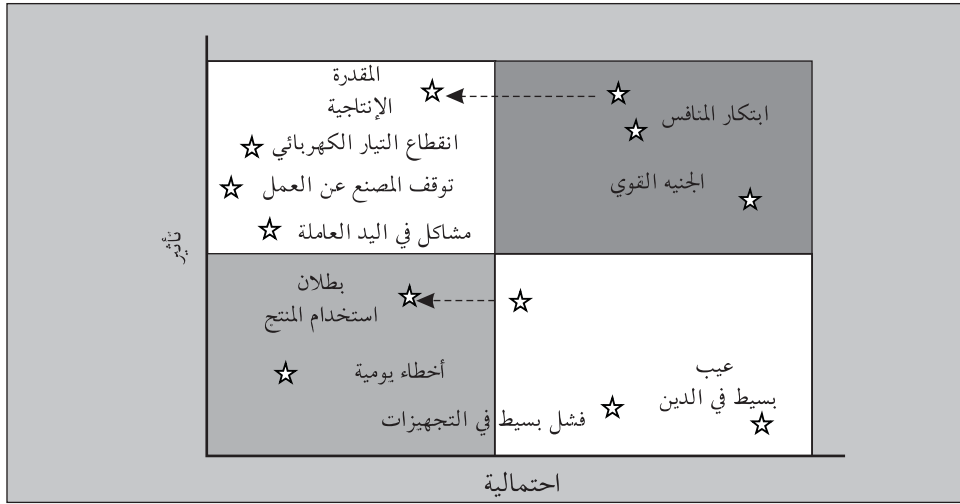 المقدرة
الإنتاجية
ابتكار المنافس
انقطاع التيار الكهربائي
توقف المصنع عن العمل
الجنيه القوي
مشاكل في اليد العاملة
تأثير
بطلان
استخدام المنتج
أخطاء يومية
عيب
بسيط في الدين
فشل بسيط في التجهيزات
احتمالية